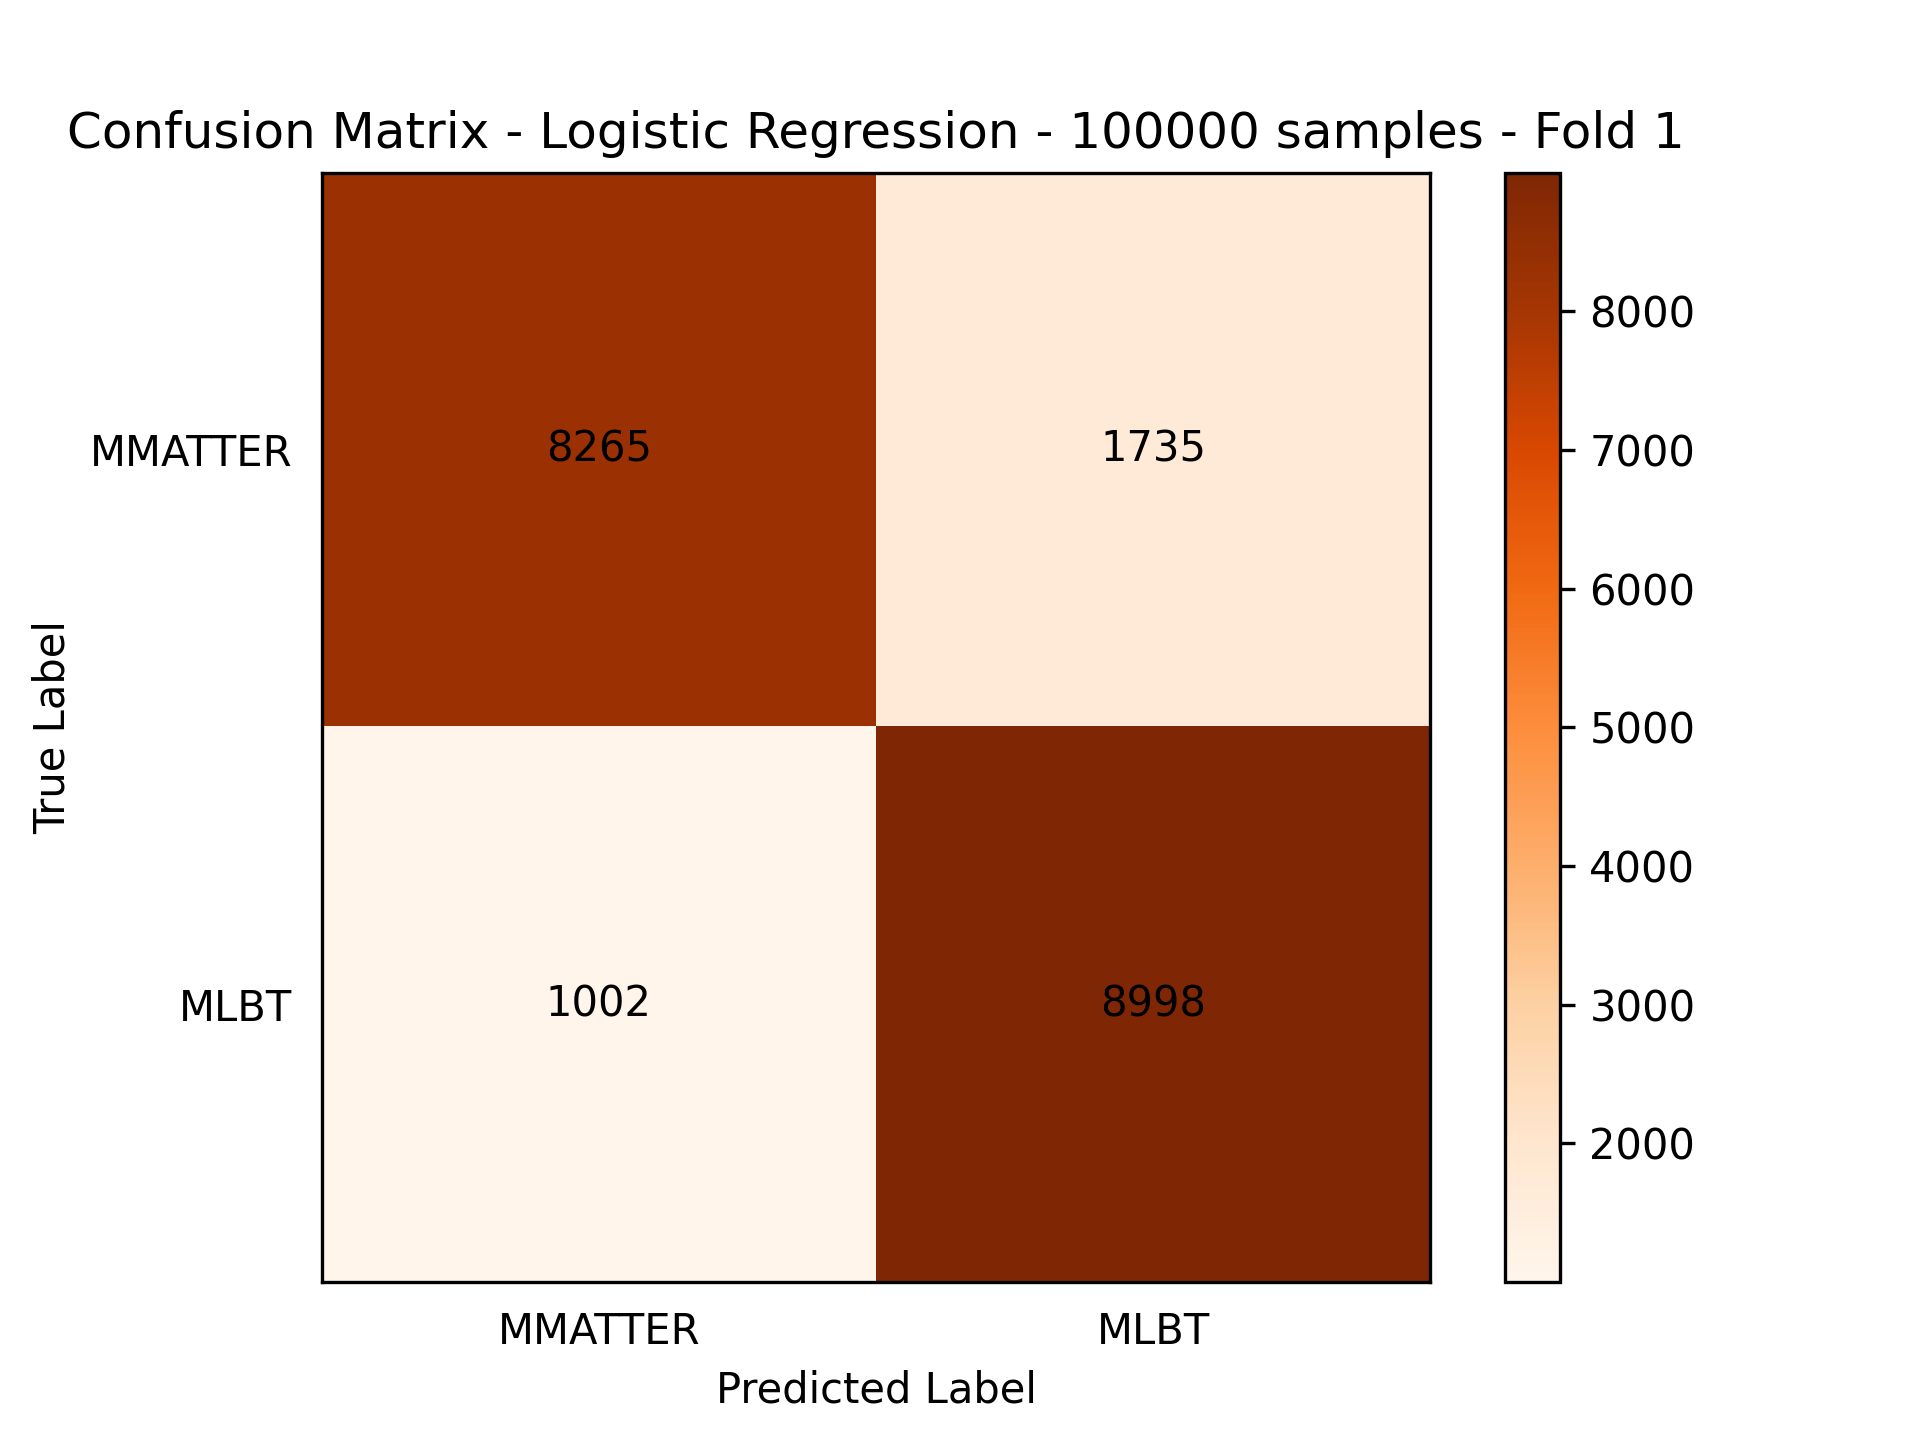 Confusion Matrix - Logistic Regression - 100000 samples - Fold 1
True Label
MMATTER
8265
1735
MLBT
1002
8998
MMATTER
MLBT
Predicted Label
8000
7000
6000
5000
4000
3000
2000